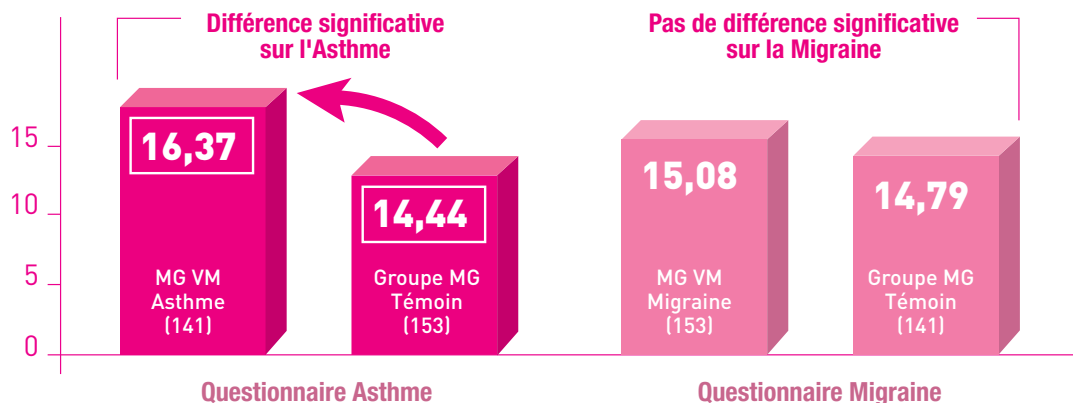 Différence significative
sur l'Asthme
Pas de différence significative
sur la Migraine
15
10
5
0
16,37
MG VM
Asthme
(141)
14,44
Groupe MG
Témoin
(153)
15,08
MG VM
Migraine
(153)
14,79
Groupe MG
Témoin
(141)
Questionnaire Asthme
Questionnaire Migraine